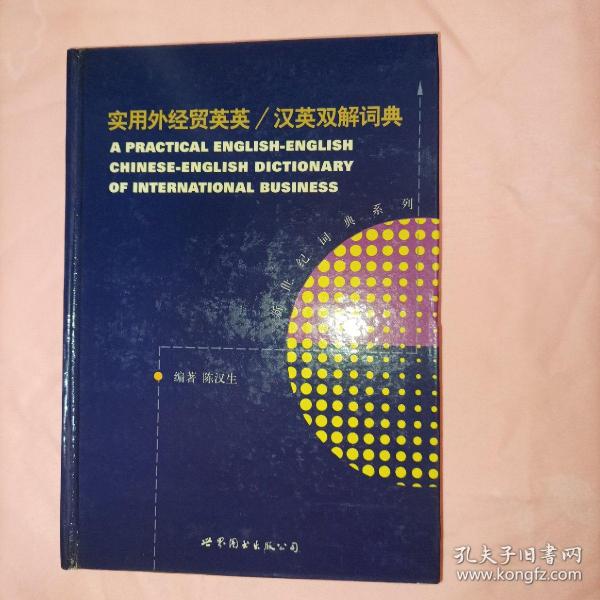 实用外经贸英英/汉英双解词典
A PRACTICAL ENGLISH-ENGLISH
CHINESE-ENGLISH DICTIONARY
OF INTERNATIONAL BUSINESS
新世纪词典系列
编著 陈汉生
世界图书出版公司
孔夫子旧书网
www.kongfz.com